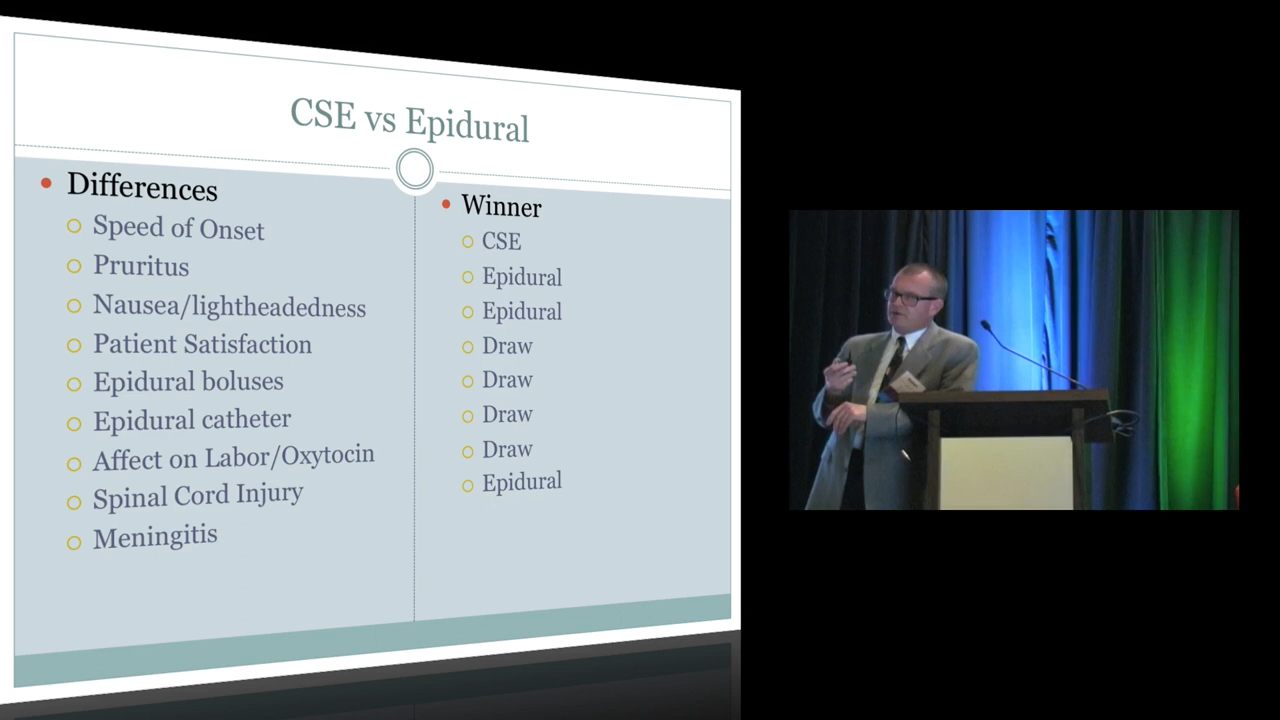 CSE vs Epidural
Differences
Speed of Onset
Pruritus
Nausea/lightheadedness
Patient Satisfaction
Epidural boluses
Epidural catheter
Affect on Labor/Oxytocin
Spinal Cord Injury
Meningitis
Winner
CSE
Epidural
Epidural
Draw
Draw
Draw
Draw
Epidural